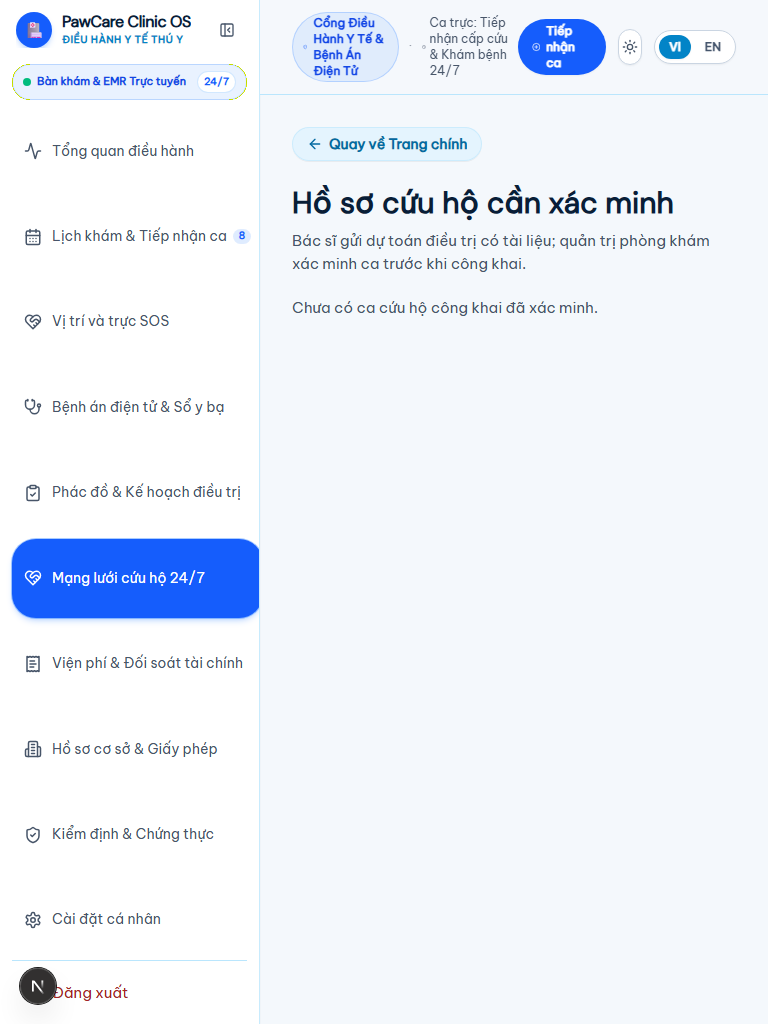 PawCare Clinic OS
ĐIỀU HÀNH Y TẾ THÚ Y
Bàn khám & EMR Trực tuyến 24/7
Tổng quan điều hành
Lịch khám & Tiếp nhận ca 8
Vị trí và trực SOS
Bệnh án điện tử & Sổ y bạ
Phác đồ & Kế hoạch điều trị
Mạng lưới cứu hộ 24/7
Viện phí & Đối soát tài chính
Hồ sơ cơ sở & Giấy phép
Kiểm định & Chứng thực
Cài đặt cá nhân
N
Đăng xuất
Cổng Điều
Hành Y Tế &
Bệnh Án
Điện Tử
·
Ca trực: Tiếp
nhận cấp cứu
& Khám bệnh
24/7
Tiếp
nhận
ca
VI EN
Quay về Trang chính
Hồ sơ cứu hộ cần xác minh
Bác sĩ gửi dự toán điều trị có tài liệu; quản trị phòng khám
xác minh ca trước khi công khai.
Chưa có ca cứu hộ công khai đã xác minh.